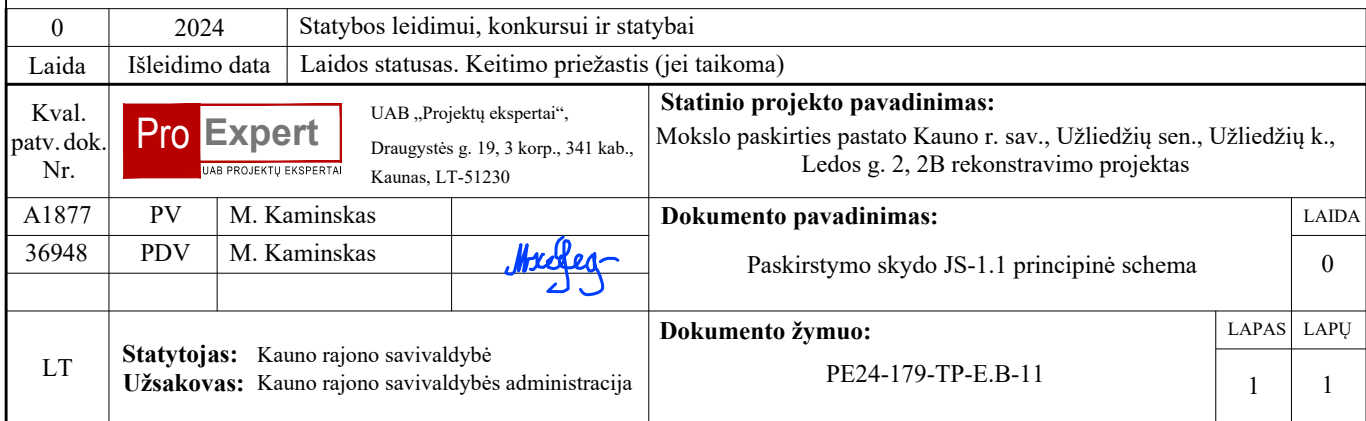 0 2024 Statybos leidimui, konkursui ir statybai
Laida Išleidimo data Laidos statusas. Keitimo priežastis (jei taikoma)
Kval. patv. dok. Nr.
Pro Expert
UAB PROJEKTŲ EKSPERTAI
UAB „Projektų ekspertai“,
Draugystės g. 19, 3 korp., 341 kab.,
Kaunas, LT-51230
Statinio projekto pavadinimas:
Mokslo paskirties pastato Kauno r. sav., Užliedžių sen., Užliedžių k.,
Ledos g. 2, 2B rekonstravimo projektas
A1877 PV M. Kaminskas
36948 PDV M. Kaminskas
Dokumento pavadinimas:
Paskirstymo skydo JS-1.1 principinė schema
LAIDA
0
LT
Statytojas: Kauno rajono savivaldybė
Užsakovas: Kauno rajono savivaldybės administracija
Dokumento žymuo:
PE24-179-TP-E.B-11
LAPAS LAPŲ
1 1